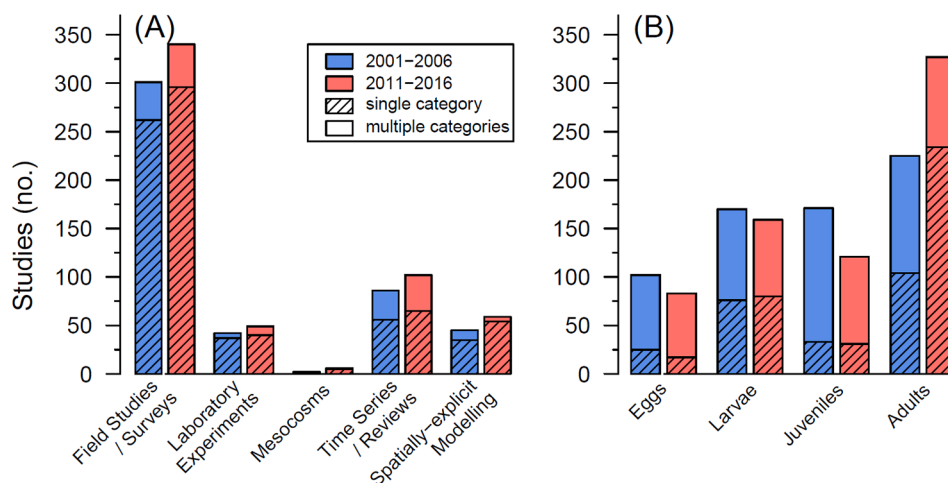 (A)
(B)
Studies (no.)
350
300
250
200
150
100
50
0
2001−2006
2011−2016
single category
multiple categories
Field Studies
/ Surveys
Laboratory
Experiments
Mesocosms
Time Series
/ Reviews
Spatially−explicit
Modelling
350
300
250
200
150
100
50
0
Eggs
Larvae
Juveniles
Adults